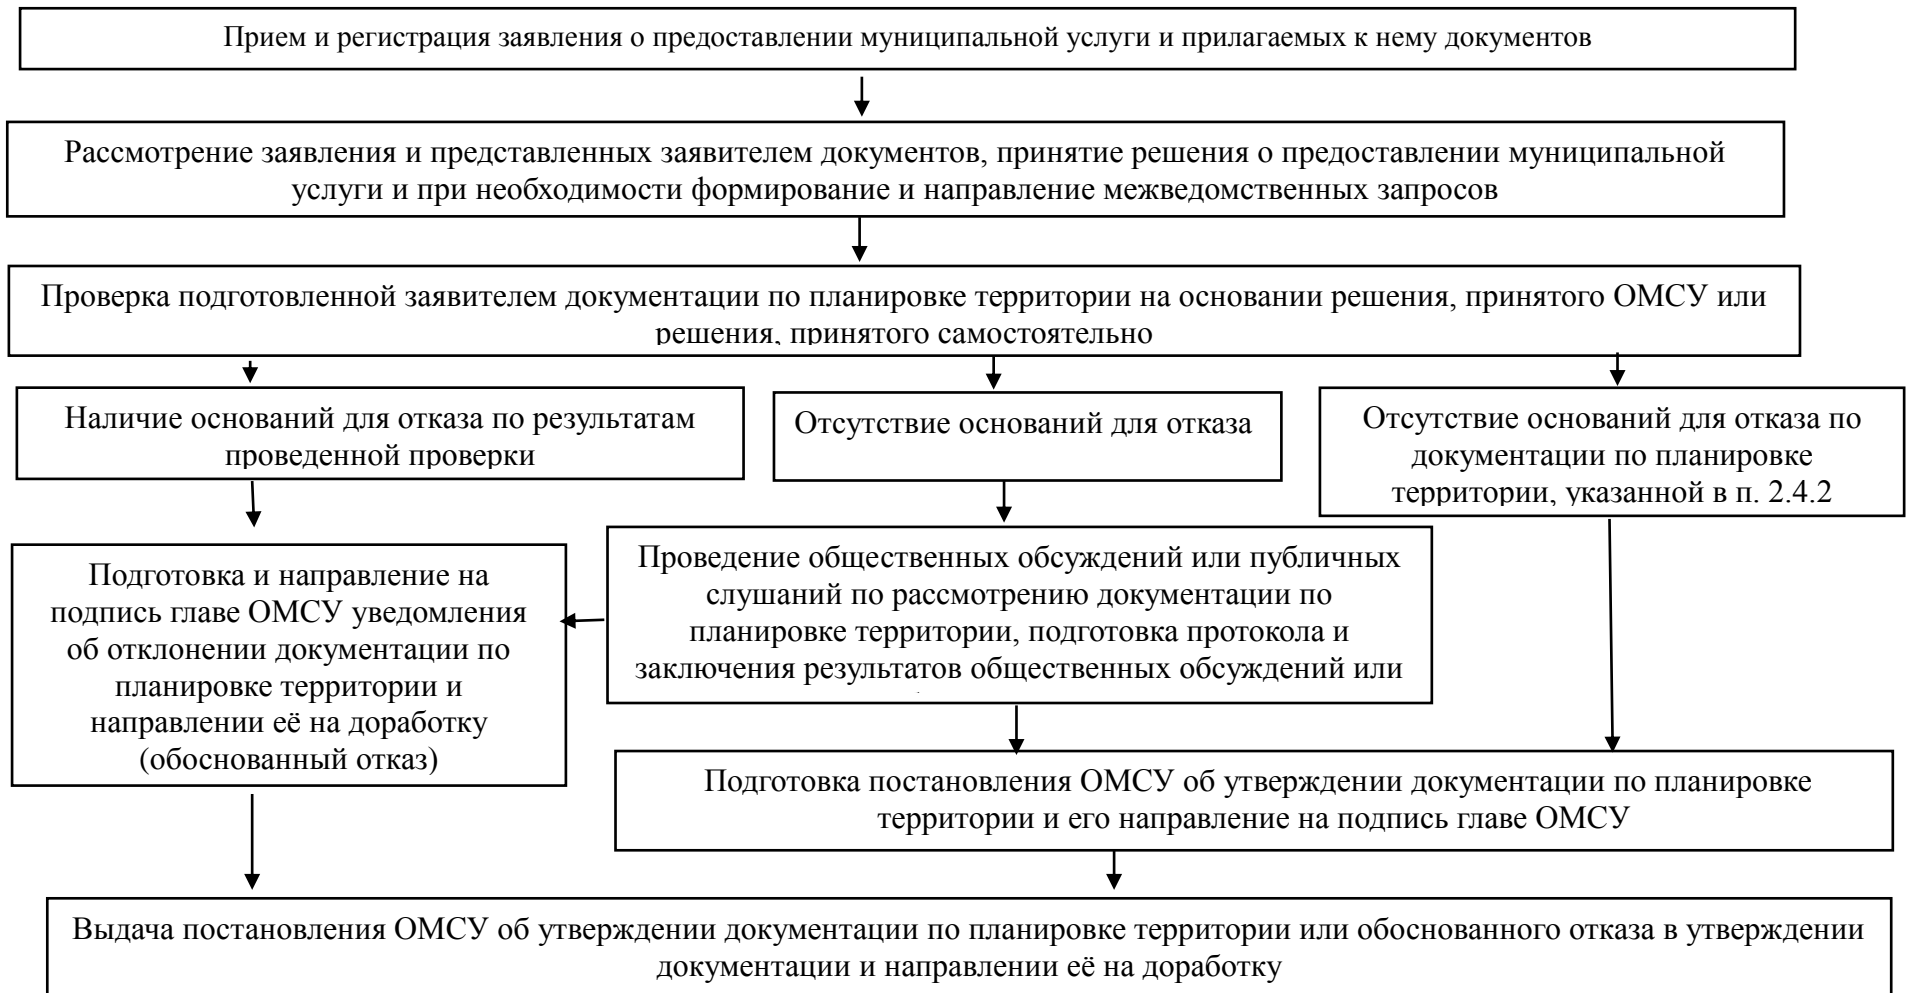 Прием и регистрация заявления о предоставлении муниципальной услуги и прилагаемых к нему документов
Рассмотрение заявления и представленных заявителем документов, принятие решения о предоставлении муниципальной
услуги и при необходимости формирование и направление межведомственных запросов
Проверка подготовленной заявителем документации по планировке территории на основании решения, принятого ОМСУ или
решения, принятого самостоятельно
Наличие оснований для отказа по результатам
проведенной проверки
Отсутствие оснований для отказа
Отсутствие оснований для отказа по
документации по планировке
территории, указанной в п. 2.4.2
Подготовка и направление на
подпись главе ОМСУ уведомления
об отклонении документации по
планировке территории и
направлении её на доработку
(обоснованный отказ)
Проведение общественных обсуждений или публичных
слушаний по рассмотрению документации по
планировке территории, подготовка протокола и
заключения результатов общественных обсуждений или
Подготовка постановления ОМСУ об утверждении документации по планировке
территории и его направление на подпись главе ОМСУ
Выдача постановления ОМСУ об утверждении документации по планировке территории или обоснованного отказа в утверждении
документации и направлении её на доработку